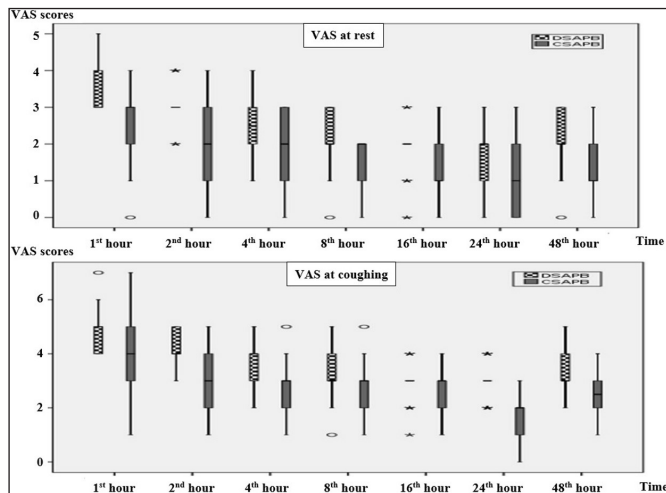 VAS scores
VAS at rest
DSAPB
CSAPB
5
4
3
2
1
0
1st hour 2nd hour 4th hour 8th hour 16th hour 24th hour 48th hour Time
VAS scores
VAS at coughing
DSAPB
CSAPB
6
4
2
0
1st hour 2nd hour 4th hour 8th hour 16th hour 24th hour 48th hour Time